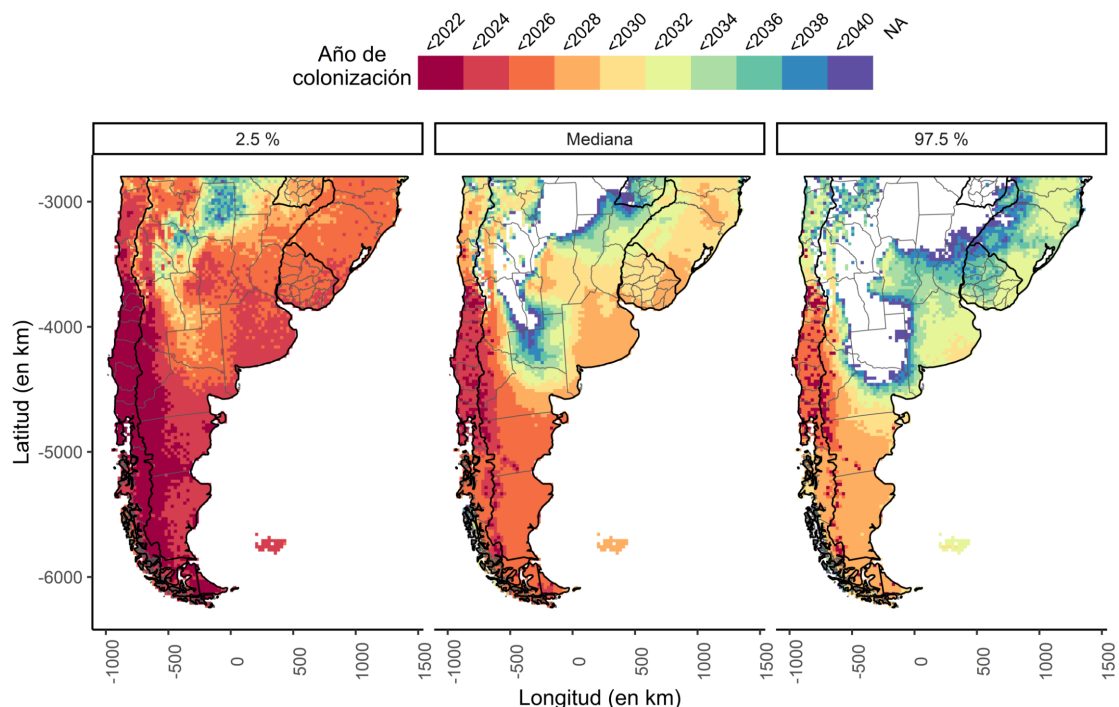 <2022 <2024 <2026 <2028 <2030 <2032 <2034 <2036 <2038 <2040 NA
Año de
colonización
2.5 % Mediana 97.5 %
-3000
-4000
-5000
-6000
Latitud (en km)
-1000 -500 0 500 1000 1500 -1000 -500 0 500 1000 1500 -1000 -500 0 500 1000 1500
Longitud (en km)